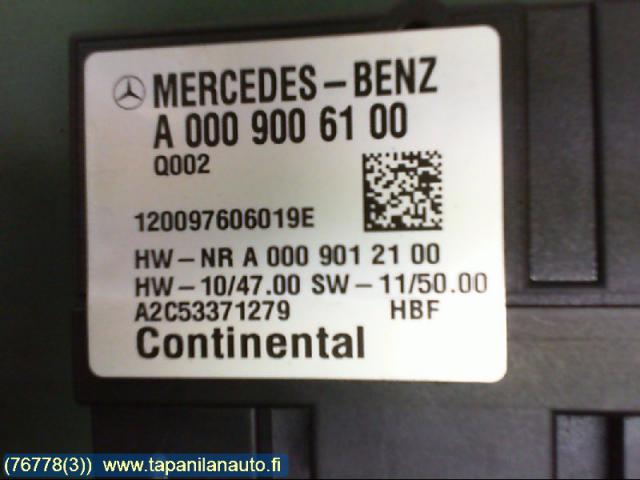 MERCEDES-BENZ
A 000 900 61 00
Q002
120097606019E
HW-NR A 000 901 21 00
HW-10/47.00 SW-11/50.00
A2C53371279 HBF
Continental
(76778(3)) www.tapanilanauto.fi